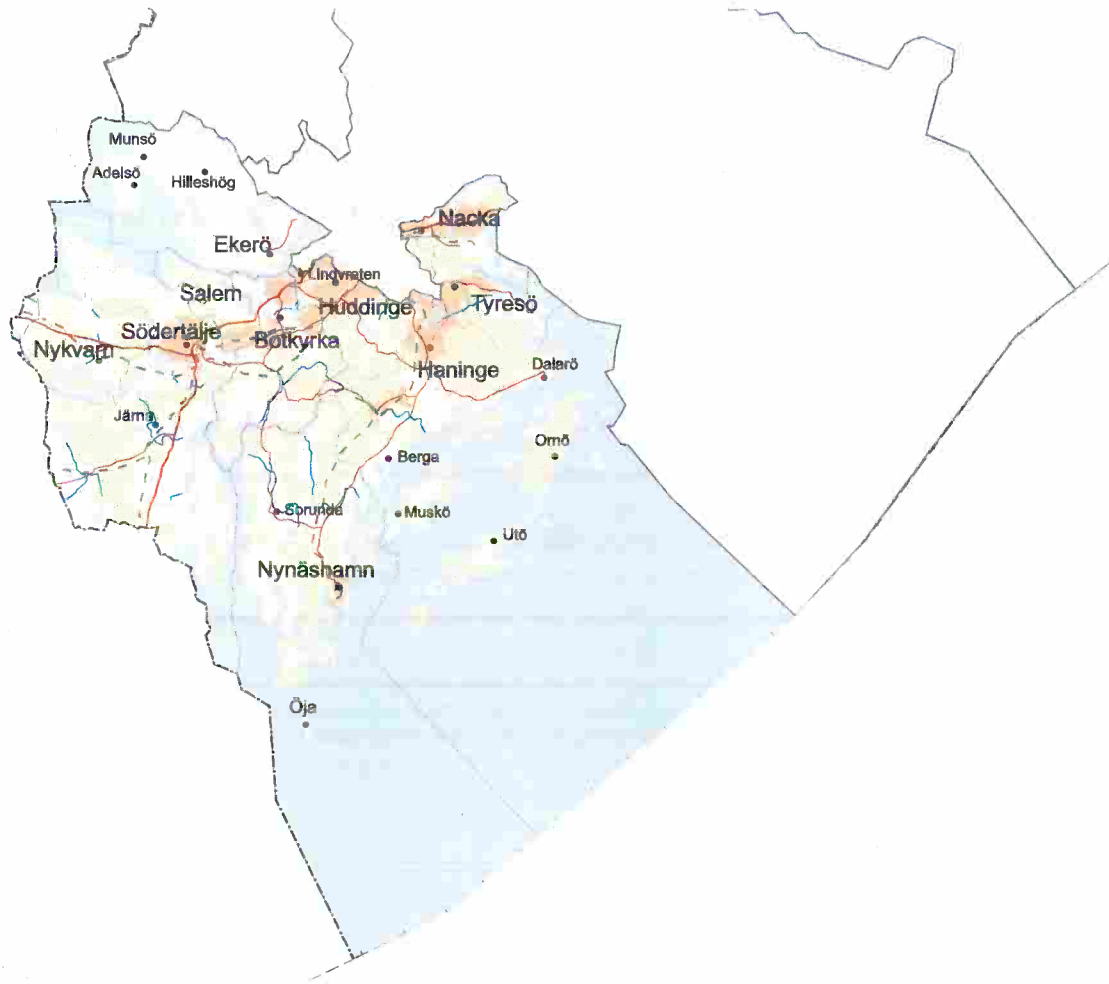 Munsö
Adelsö
Hilleshög
Nacka
Ekerö
Linqvreten
Salem
Huddinge
Tyresö
Södertälje
Botkyrka
Nykvarn
Haninge
Dalarö
Järna
Ornö
Berga
Sorunda
Muskö
Utö
Nynäshamn
Öja